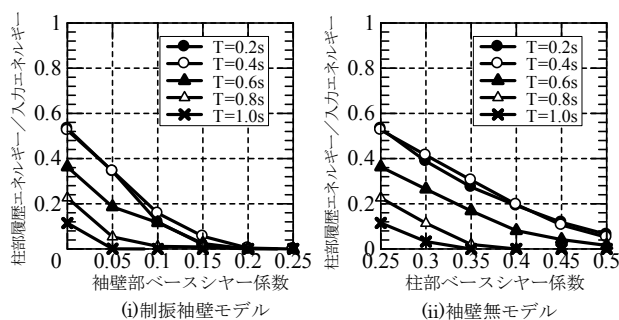 柱部履歴エネルギー／入力エネルギー
1
0.8
0.6
0.4
0.2
0
T=0.2s
T=0.4s
T=0.6s
T=0.8s
T=1.0s
0 0.05 0.1 0.15 0.2 0.25
袖壁部ベースシヤー係数
(i)制振袖壁モデル
柱部履歴エネルギー／入力エネルギー
1
0.8
0.6
0.4
0.2
0
T=0.2s
T=0.4s
T=0.6s
T=0.8s
T=1.0s
0.25 0.3 0.35 0.4 0.45 0.5
柱部ベースシヤー係数
(ii)袖壁無モデル